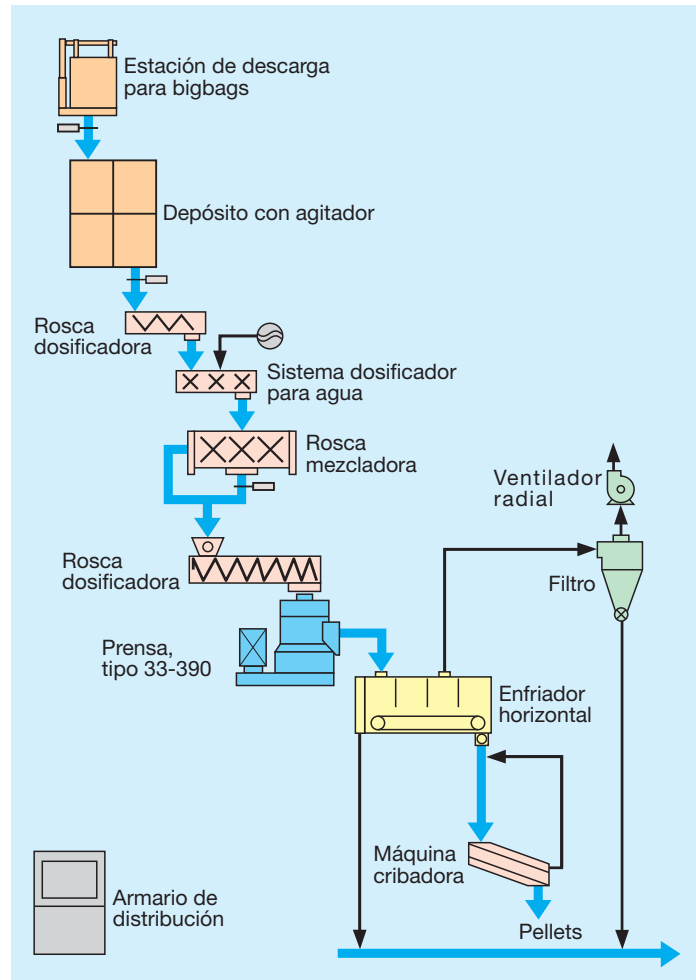 Estación de descarga
para bigbags
Depósito con agitador
Rosca
dosificadora
Sistema dosificador
para agua
Rosca
mezcladora
Ventilador
radial
Rosca
dosificadora
Filtro
Prensa,
tipo 33-390
Enfriador
horizontal
Máquina
cribadora
Armario de
distribución
Pellets